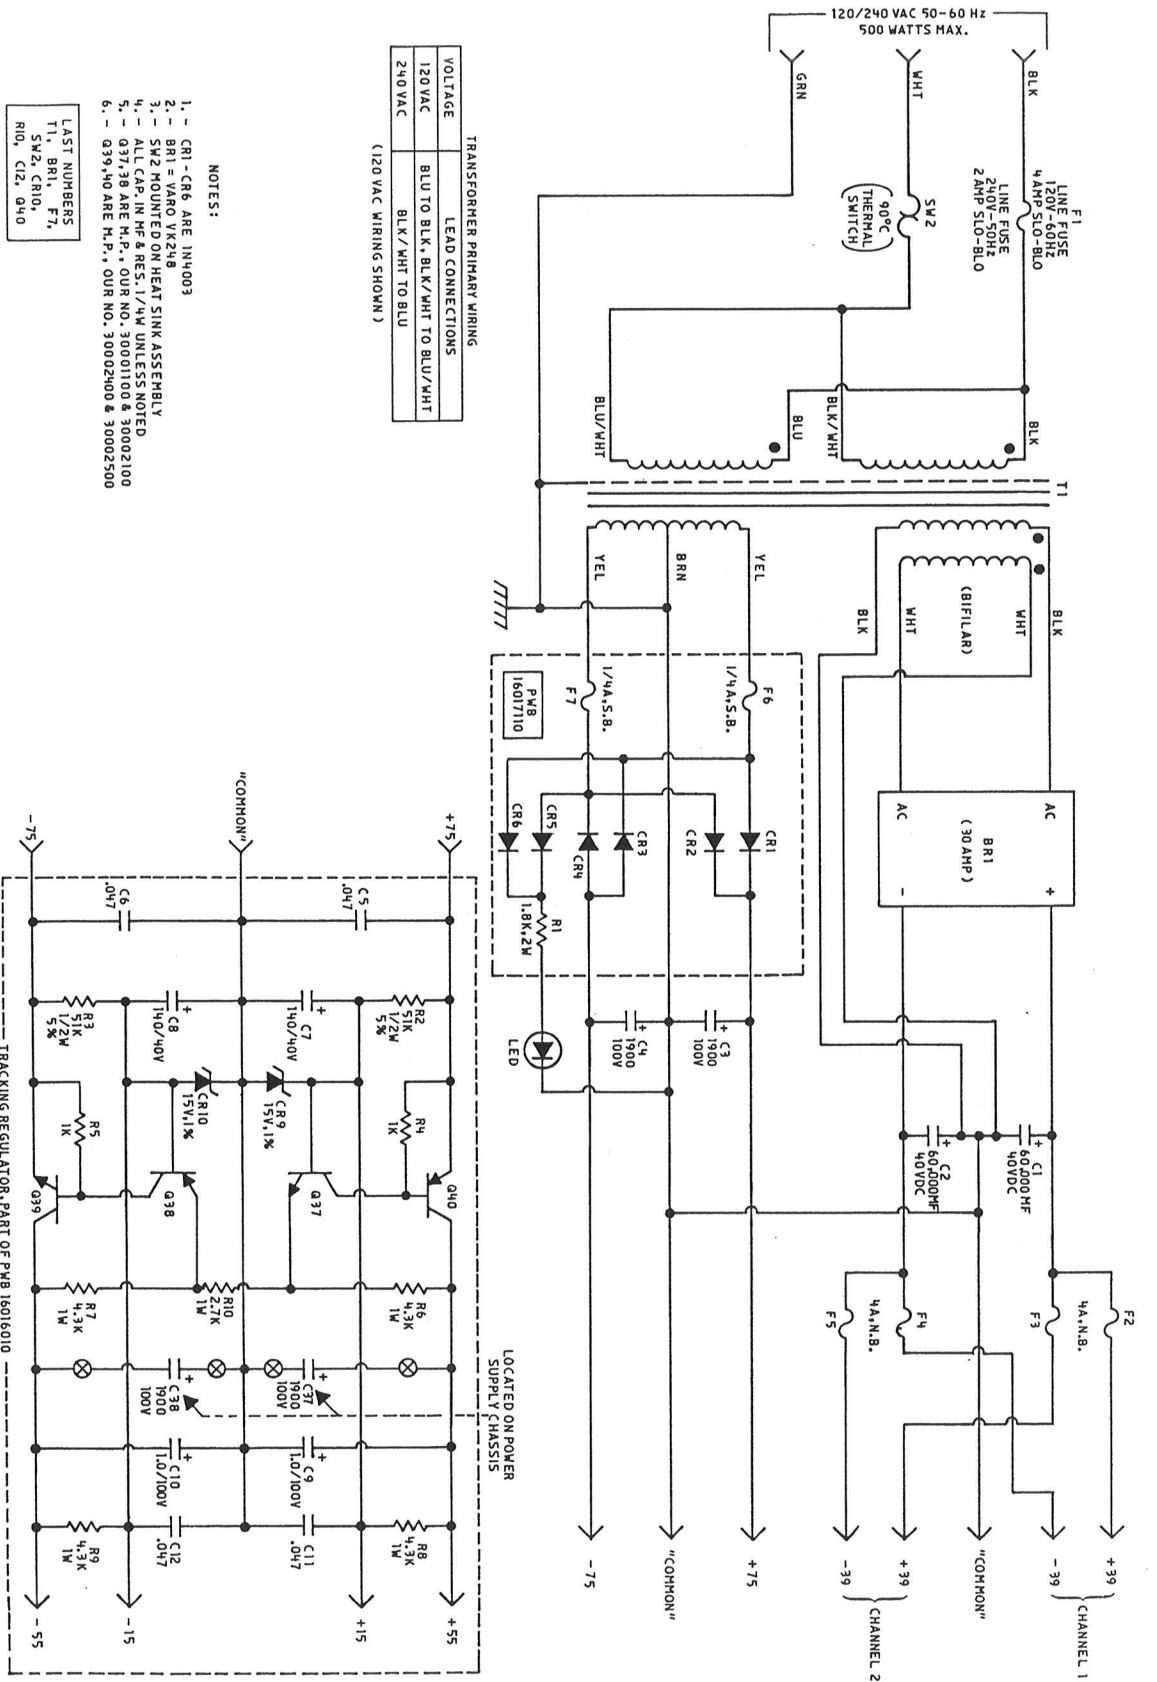 120/240 VAC 50-60 Hz
500 WATTS MAX.
BLK
WHT
GRN
F1
LINE FUSE
120V-60Hz
4 AMP SLO-BLO
LINE FUSE
240V-50Hz
2 AMP SLO-BLO
SW2
90°C
THERMAL
SWITCH
BLK
BLK/WHT
BLU
BLU/WHT
T1
TRANSFORMER PRIMARY WIRING
VOLTAGE
LEAD CONNECTIONS
120 VAC
BLU TO BLK, BLK/WHT TO BLU/WHT
240 VAC
BLK/WHT TO BLU
(120 VAC WIRING SHOWN)
NOTES:
1.- CR1-CR6 ARE 1N4003
2.- BR1 = VARO VK248
3.- SW2 MOUNTED ON HEAT SINK ASSEMBLY
4.- ALL CAP. IN MF & RES. 1/4W UNLESS NOTED
5.- Q37,38 ARE M.P., OUR NO. 30001100 & 30002100
6.- Q39,40 ARE M.P., OUR NO. 30002400 & 30002500
LAST NUMBERS
T1, BR1, F7,
SW2, CR10,
R10, C12, Q40
BLK
WHT
(BIFILAR)
WHT
BLK
YEL
BRN
YEL
AC
AC
BR1
(30 AMP)
+
-
F6
1/4A,S.B.
1/4A,S.B.
F7
PWB
16017110
CR1
CR2
CR3
CR4
CR5
CR6
R1
1.8K,2W
LED
+
C3
1900
100V
+
C4
1900
100V
+
C1
60,000MF
40VDC
+
C2
60,000MF
40VDC
F2
4A,N.B.
F3
F4
4A,N.B.
F5
+39
-39
CHANNEL 1
"COMMON"
+39
-39
CHANNEL 2
+75
"COMMON"
-75
+75
"COMMON"
-75
C5
.047
C6
.047
R2
51K
1/2W
5%
+
C7
140/40V
+
C8
140/40V
R3
51K
1/2W
5%
R4
1K
CR9
15V,1%
CR10
15V,1%
R5
1K
Q40
Q37
Q38
Q39
R6
4.3K
1W
R10
2.7K
1W
R7
4.3K
1W
LOCATED ON POWER
SUPPLY CHASSIS
+
C37
1900
100V
+
C38
1900
100V
+
C9
1.0/100V
+
C10
1.0/100V
R8
4.3K
1W
C11
.047
C12
.047
R9
4.3K
1W
+55
+15
-15
-55
TRACKING REGULATOR, PART OF PWB 16016010